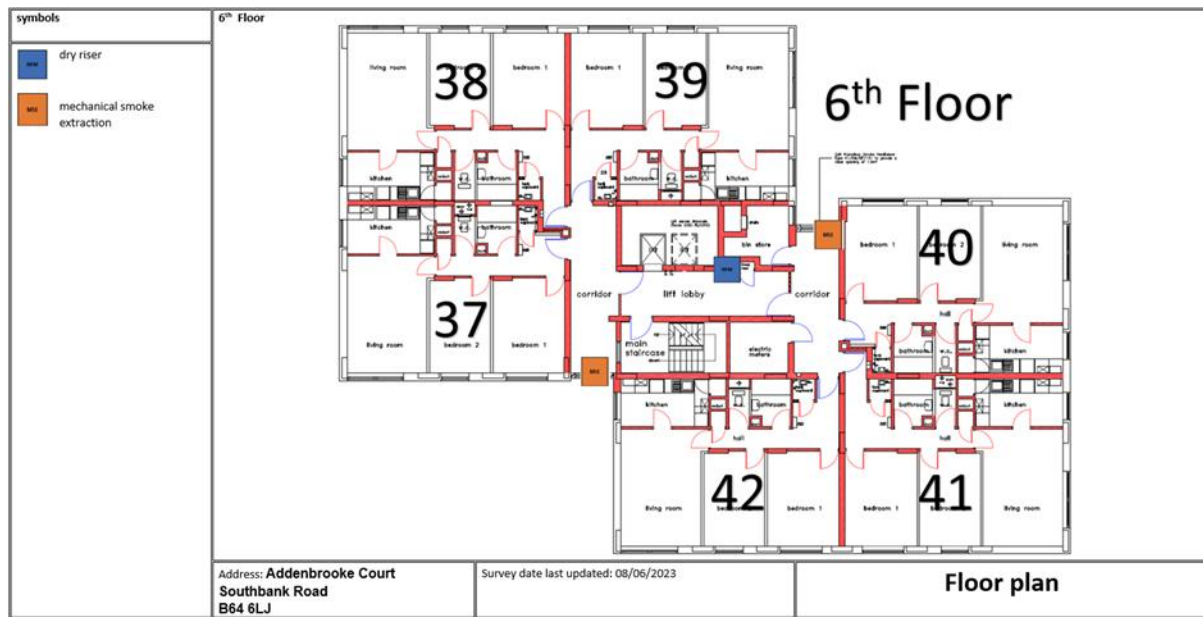 symbols
dry riser
mechanical smoke
extraction
6th Floor
6th Floor
living room
bedroom 1
bedroom 1
living room
38
39
kitchen
bathroom
bathroom
kitchen
kitchen
bathroom
bin store
bedroom 1
bedroom 2
living room
40
corridor
lift lobby
corridor
hall
37
living room
bedroom 2
bedroom 1
main
staircase
electric
meters
bathroom
w.c.
kitchen
kitchen
bathroom
bathroom
kitchen
hall
hall
42
41
living room
bedroom 1
bedroom 1
living room
Address: Addenbrooke Court
Southbank Road
B64 6LJ
Survey date last updated: 08/06/2023
Floor plan